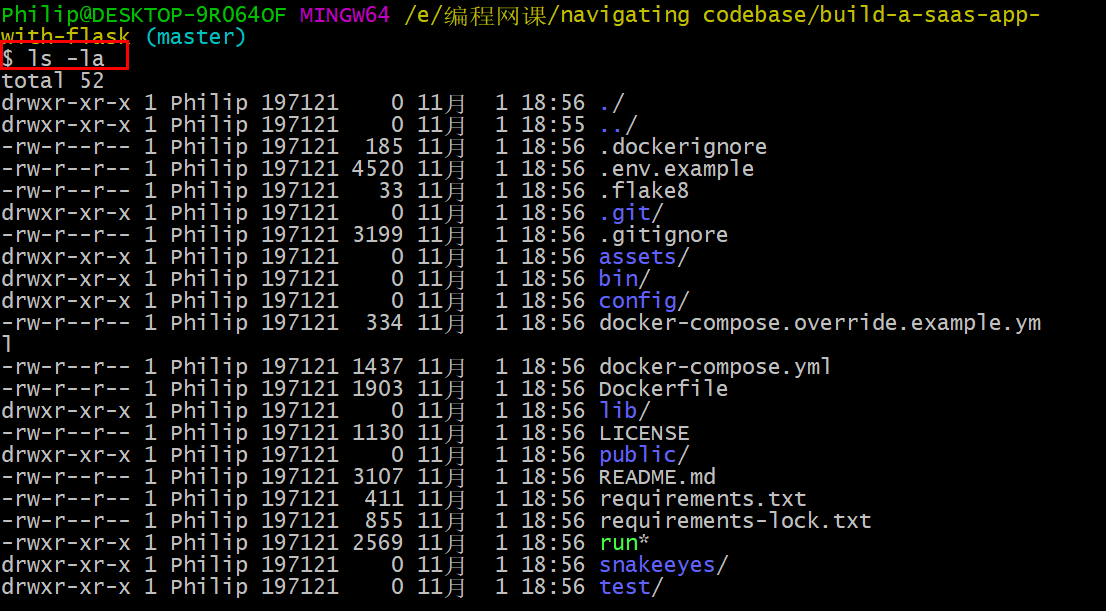 Philip@DESKTOP-9R064OF MINGW64 /e/编程网课/navigating codebase/build-a-saas-app-
with-flask (master)
$ ls -la
total 52
drwxr-xr-x 1 Philip 197121    0 11月  1 18:56 ./
drwxr-xr-x 1 Philip 197121    0 11月  1 18:55 ../
-rw-r--r-- 1 Philip 197121  185 11月  1 18:56 .dockerignore
-rw-r--r-- 1 Philip 197121 4520 11月  1 18:56 .env.example
-rw-r--r-- 1 Philip 197121   33 11月  1 18:56 .flake8
drwxr-xr-x 1 Philip 197121    0 11月  1 18:56 .git/
-rw-r--r-- 1 Philip 197121 3199 11月  1 18:56 .gitignore
drwxr-xr-x 1 Philip 197121    0 11月  1 18:56 assets/
drwxr-xr-x 1 Philip 197121    0 11月  1 18:56 bin/
drwxr-xr-x 1 Philip 197121    0 11月  1 18:56 config/
-rw-r--r-- 1 Philip 197121  334 11月  1 18:56 docker-compose.override.example.ym
l
-rw-r--r-- 1 Philip 197121 1437 11月  1 18:56 docker-compose.yml
-rw-r--r-- 1 Philip 197121 1903 11月  1 18:56 Dockerfile
drwxr-xr-x 1 Philip 197121    0 11月  1 18:56 lib/
-rw-r--r-- 1 Philip 197121 1130 11月  1 18:56 LICENSE
drwxr-xr-x 1 Philip 197121    0 11月  1 18:56 public/
-rw-r--r-- 1 Philip 197121 3107 11月  1 18:56 README.md
-rw-r--r-- 1 Philip 197121  411 11月  1 18:56 requirements.txt
-rw-r--r-- 1 Philip 197121  855 11月  1 18:56 requirements-lock.txt
-rwxr-xr-x 1 Philip 197121 2569 11月  1 18:56 run*
drwxr-xr-x 1 Philip 197121    0 11月  1 18:56 snakeeyes/
drwxr-xr-x 1 Philip 197121    0 11月  1 18:56 test/